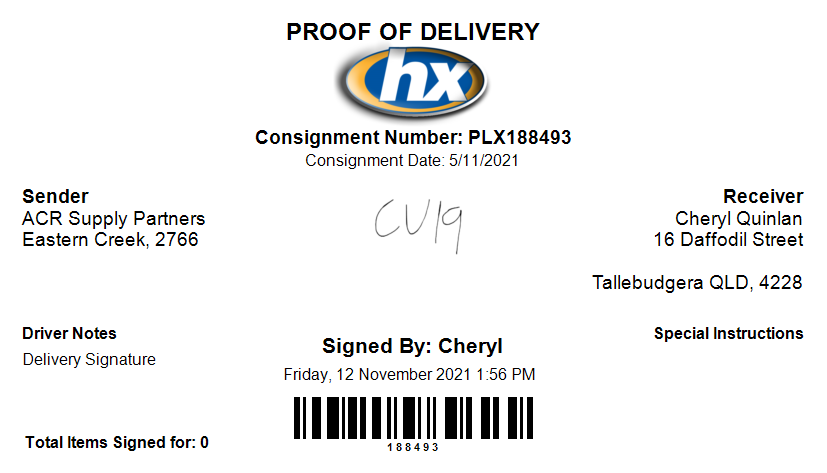 PROOF OF DELIVERY
hx
Consignment Number: PLX188493
Consignment Date: 5/11/2021
Sender
ACR Supply Partners
Eastern Creek, 2766
CV19
Receiver
Cheryl Quinlan
16 Daffodil Street
Tallebudgera QLD, 4228
Driver Notes
Delivery Signature
Signed By: Cheryl
Friday, 12 November 2021 1:56 PM
Special Instructions
188493
Total Items Signed for: 0